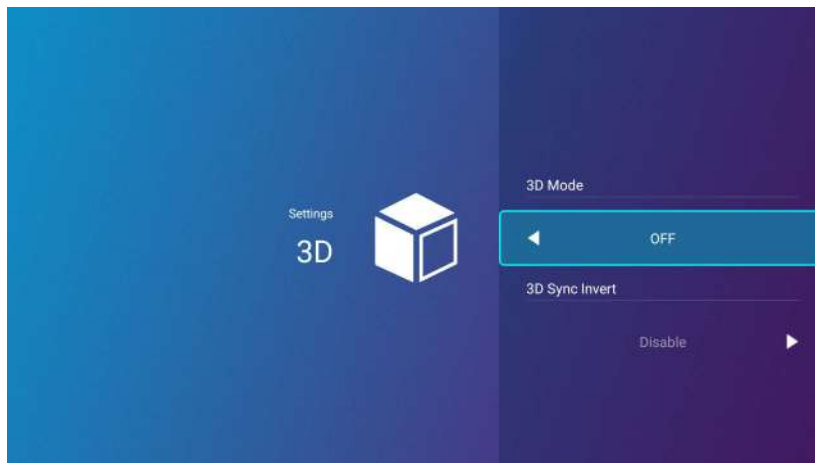 Settings
3D
3D Mode
OFF
3D Sync Invert
Disable